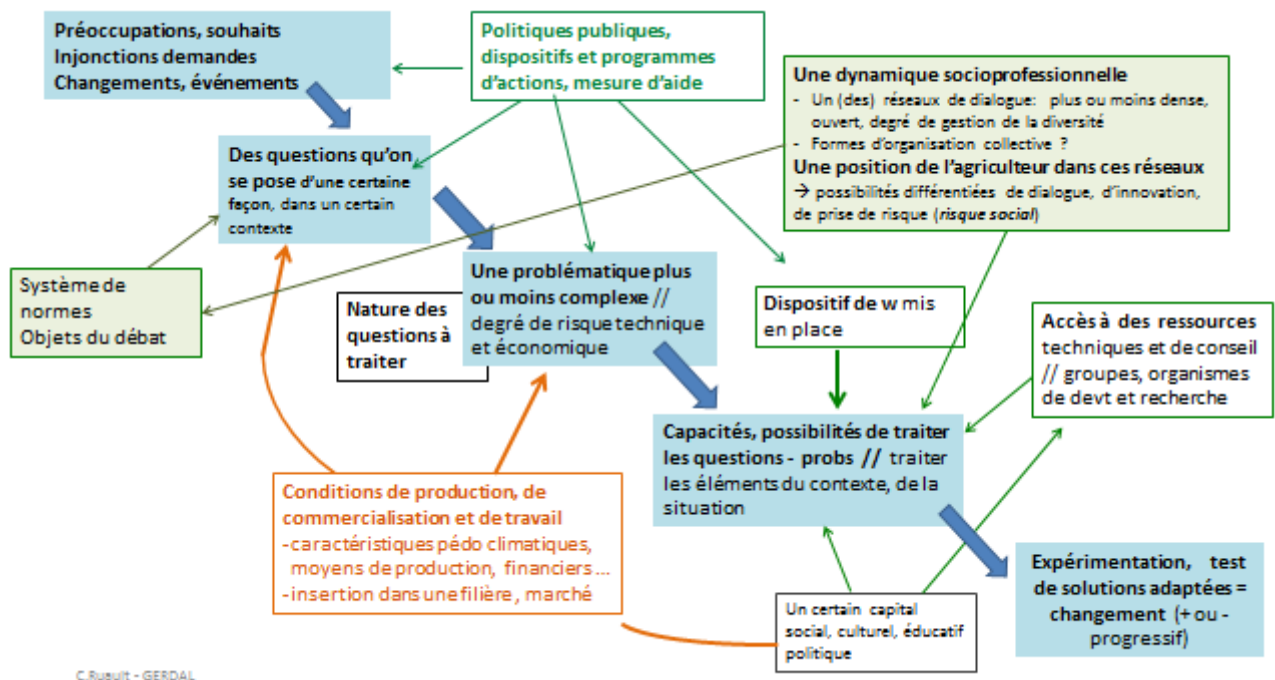 Préoccupations, souhaits
Injonctions demandes
Changements, événements
Politiques publiques,
dispositifs et programmes
d'actions, mesure d'aide
Une dynamique socioprofessionnelle
- Un (des) réseaux de dialogue: plus ou moins dense,
ouvert, degré de gestion de la diversité
- Formes d'organisation collective ?
Une position de l'agriculteur dans ces réseaux
→ possibilités différentiées de dialogue, d'innovation,
de prise de risque (risque social)
Des questions qu'on
se pose d'une certaine
façon, dans un certain
contexte
Système de
normes
Objets du débat
Nature des
questions à
traiter
Une problématique plus
ou moins complexe //
degré de risque technique
et économique
Dispositif de w mis
en place
Accès à des ressources
techniques et de conseil
// groupes, organismes
de devt et recherche
Capacités, possibilités de traiter
les questions - probs // traiter
les éléments du contexte, de la
situation
Conditions de production, de
commercialisation et de travail
-caractéristiques pédo climatiques,
moyens de production, financiers ...
-insertion dans une filière, marché
Un certain capital
social, culturel, éducatif
politique
Expérimentation, test
de solutions adaptées =
changement (+ ou -
progressif)
C.Ruault - GERDAL